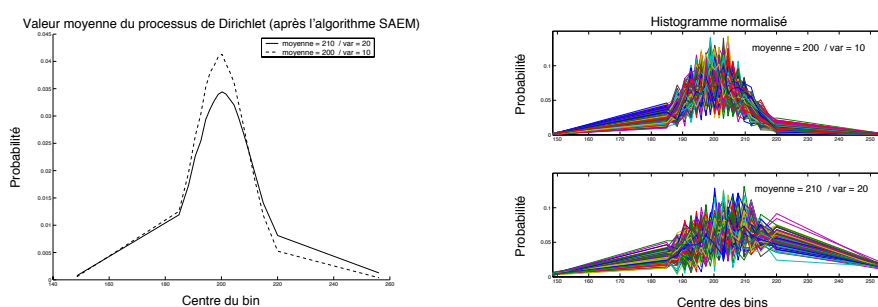 Valeur moyenne du processus de Dirichlet (après l'algorithme SAEM)
0.045
0.04
0.035
0.03
0.025
0.02
0.015
0.01
0.005
0
Probabilité
moyenne = 210 / var = 20
moyenne = 200 / var = 10
140 160 180 200 220 240 260
Centre du bin
Histogramme normalisé
moyenne = 200 / var = 10
Probabilité
0.1
0.05
0
150 160 170 180 190 200 210 220 230 240 250
moyenne = 210 / var = 20
Probabilité
0.1
0.05
0
150 160 170 180 190 200 210 220 230 240 250
Centre des bins